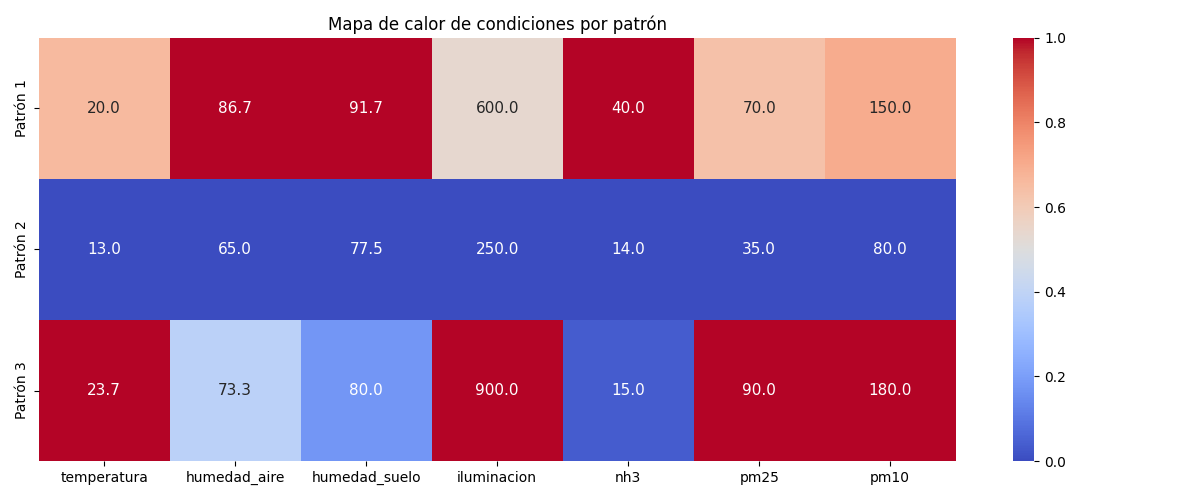 Mapa de calor de condiciones por patrón
Patrón 1
20.0 86.7 91.7 600.0 40.0 70.0 150.0
Patrón 2
13.0 65.0 77.5 250.0 14.0 35.0 80.0
Patrón 3
23.7 73.3 80.0 900.0 15.0 90.0 180.0
temperatura humedad_aire humedad_suelo iluminacion nh3 pm25 pm10
1.0
0.8
0.6
0.4
0.2
0.0